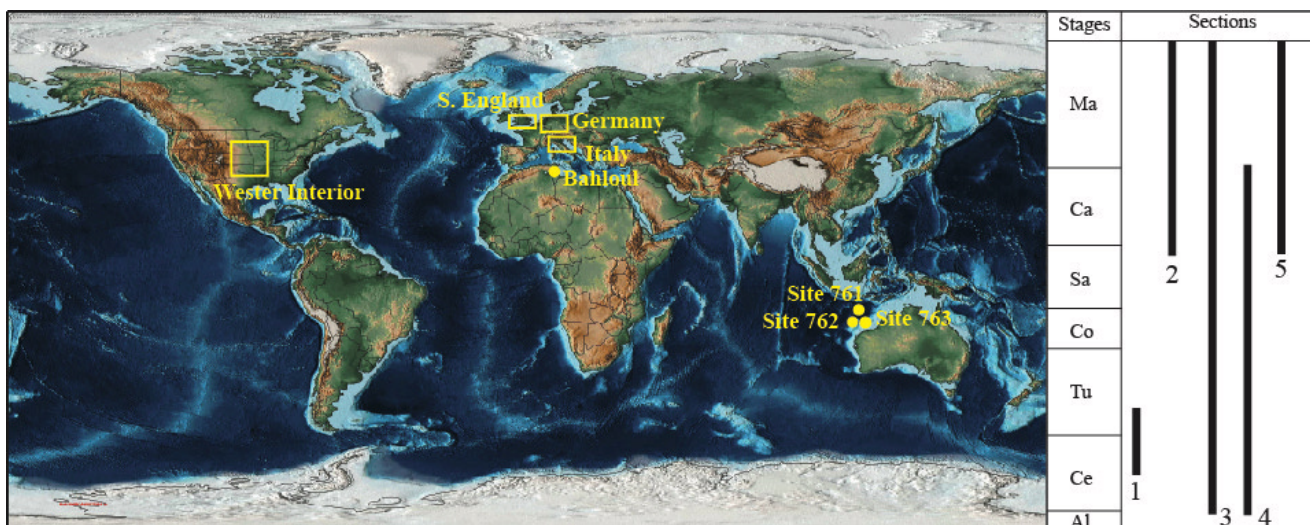 S. England
Germany
Italy
Bahloul
Wester Interior
Site 761
Site 762
Site 763
Stages
Sections
Ma
Ca
Sa
Co
Tu
Ce
Al
1
2
3
4
5